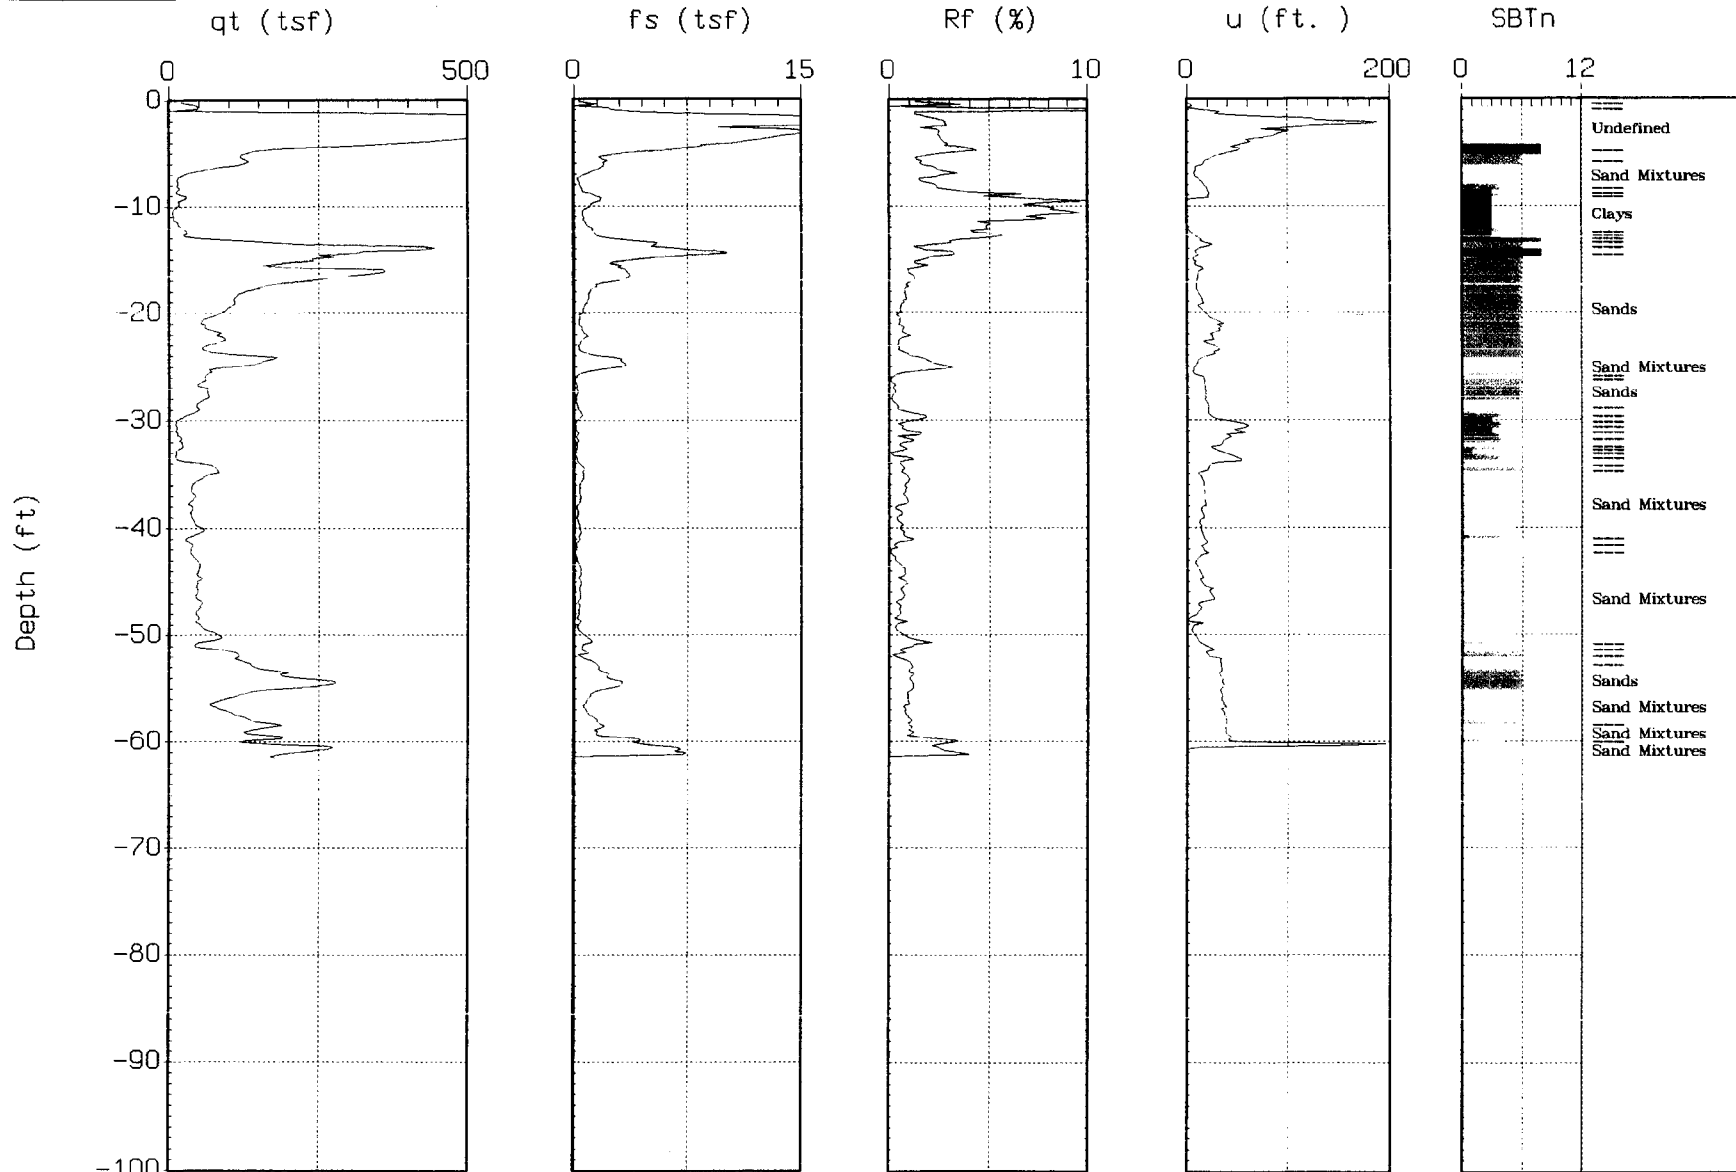 qt (tsf) fs (tsf) Rf (%) u (ft. ) SBTn
0 500 0 15 0 10 0 200 0 12
0
Undefined
Sand Mixtures
-10
Clays
-20
Sands
Sand Mixtures
Sands
-30
Sand Mixtures
-40
Sand Mixtures
-50
Sands
Sand Mixtures
Sand Mixtures
-60
Sand Mixtures
-70
-80
-90
-100
Depth (ft)